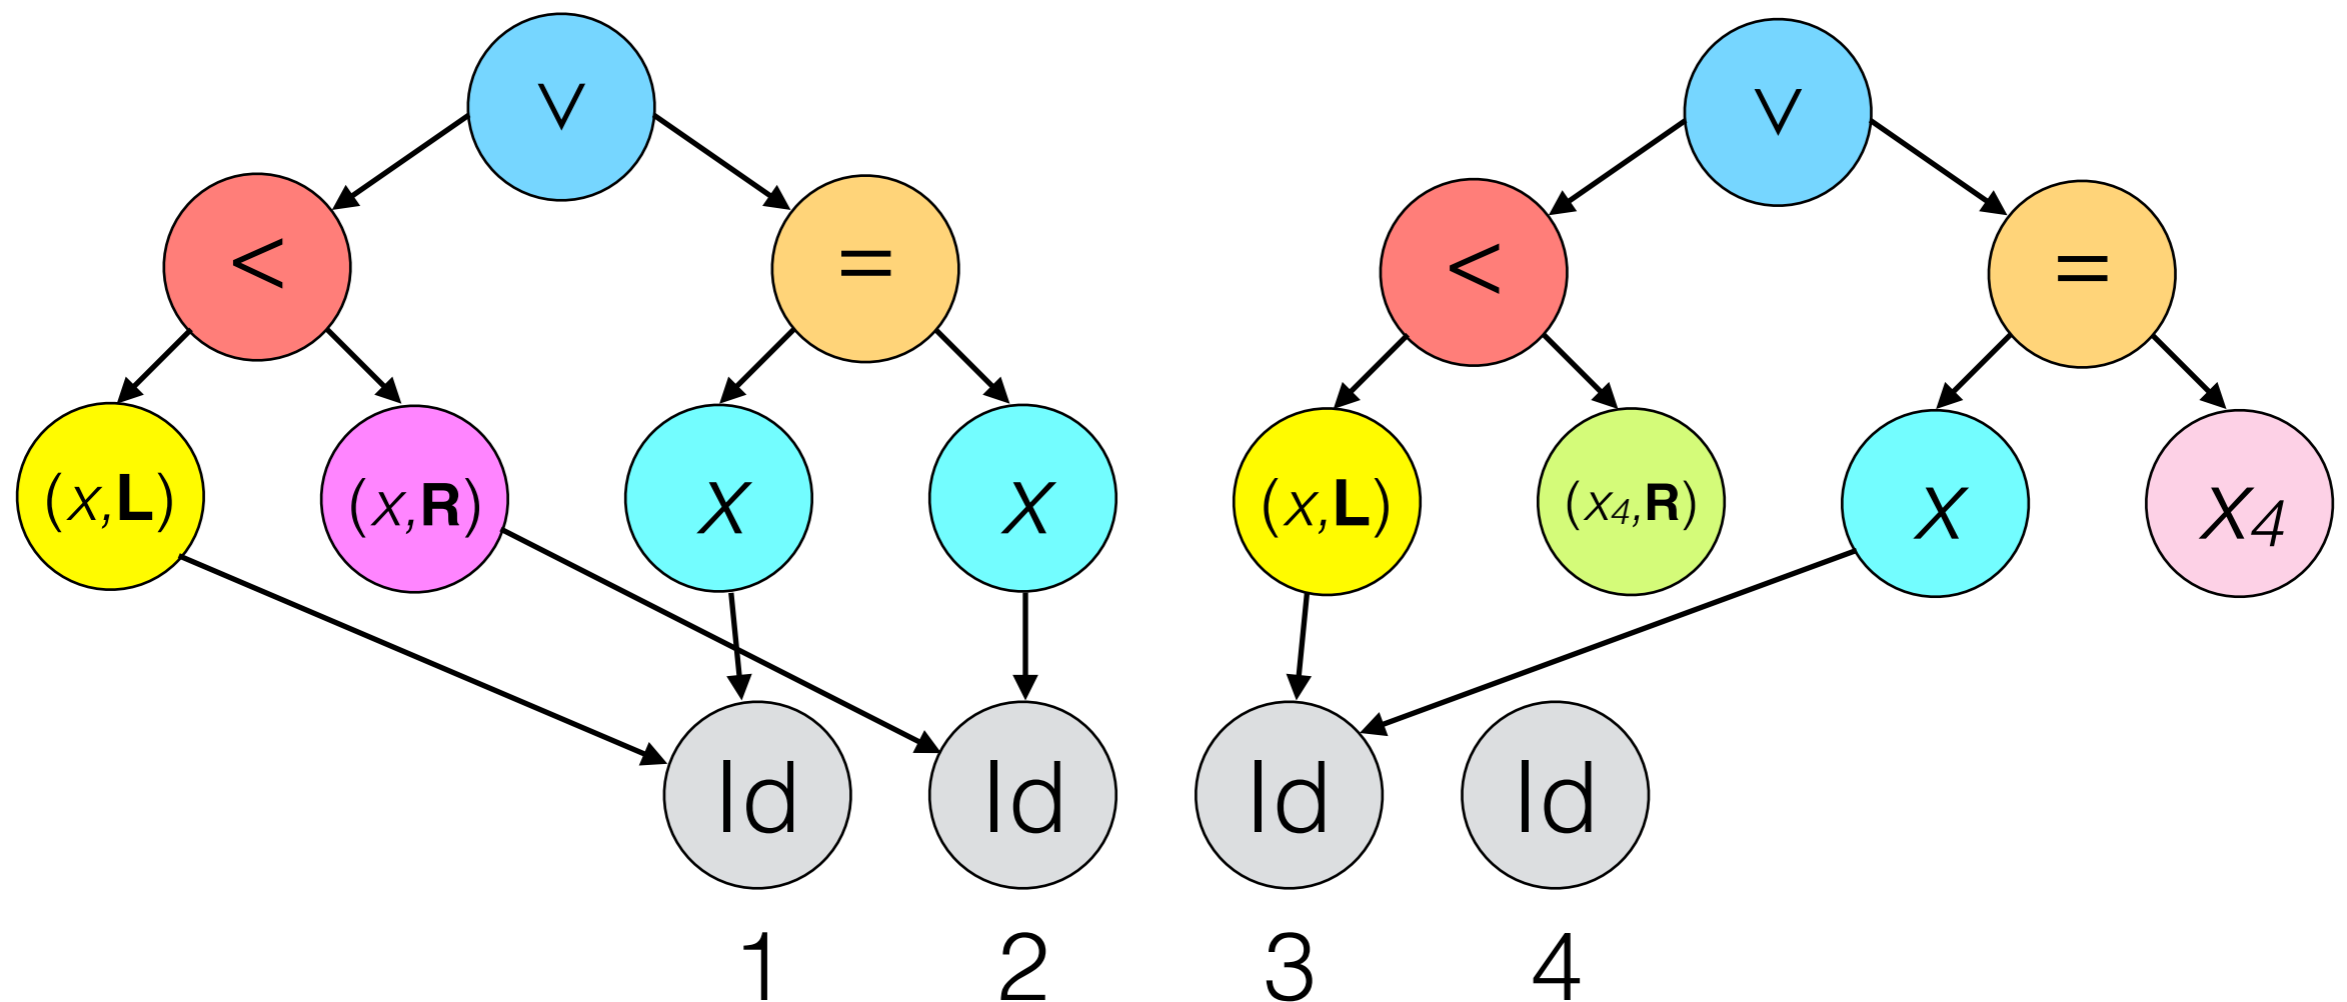 ∨ ∨
< = < =
(x,L) (x,R) x x (x,L) (x₄,R) x x₄
Id Id Id Id
1 2 3 4